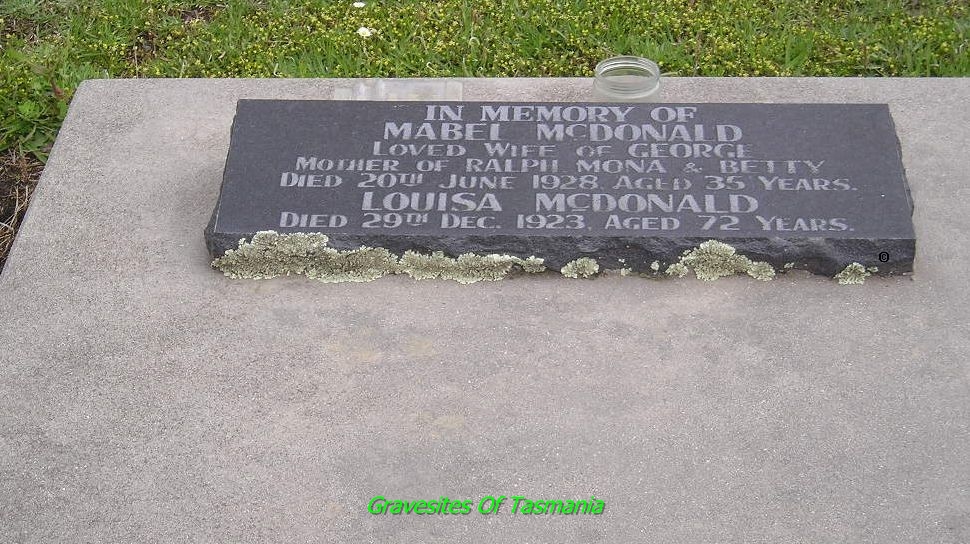 IN MEMORY OF
MABEL MCDONALD
LOVED WIFE OF GEORGE
MOTHER OF RALPH MONA & BETTY
DIED 20TH JUNE 1928 AGED 35 YEARS.
LOUISA MCDONALD
DIED 29TH DEC. 1923, AGED 72 YEARS.
Gravesites Of Tasmania